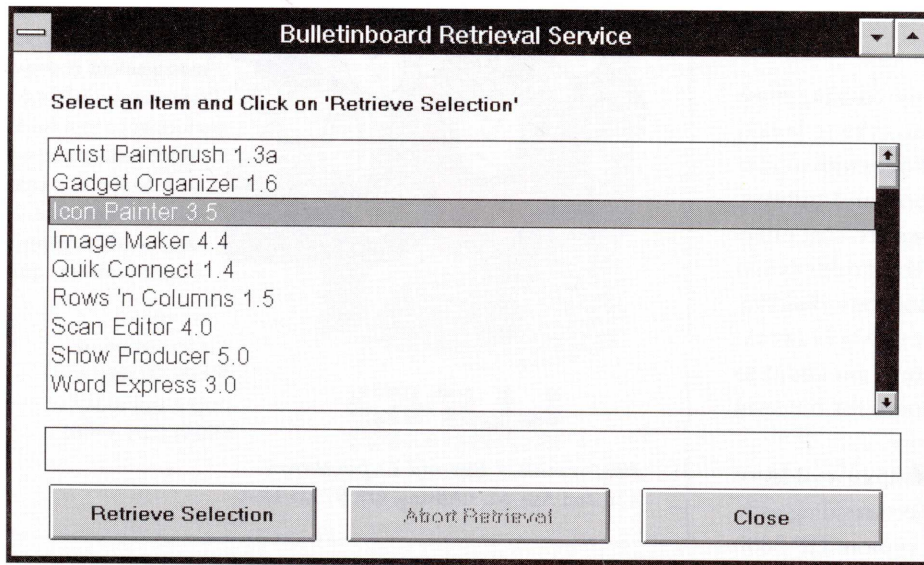 Bulletinboard Retrieval Service
Select an Item and Click on 'Retrieve Selection'
Artist Paintbrush 1.3a
Gadget Organizer 1.6
Icon Painter 3.5
Image Maker 4.4
Quik Connect 1.4
Rows 'n Columns 1.5
Scan Editor 4.0
Show Producer 5.0
Word Express 3.0
Retrieve Selection
Abort Retrieval
Close